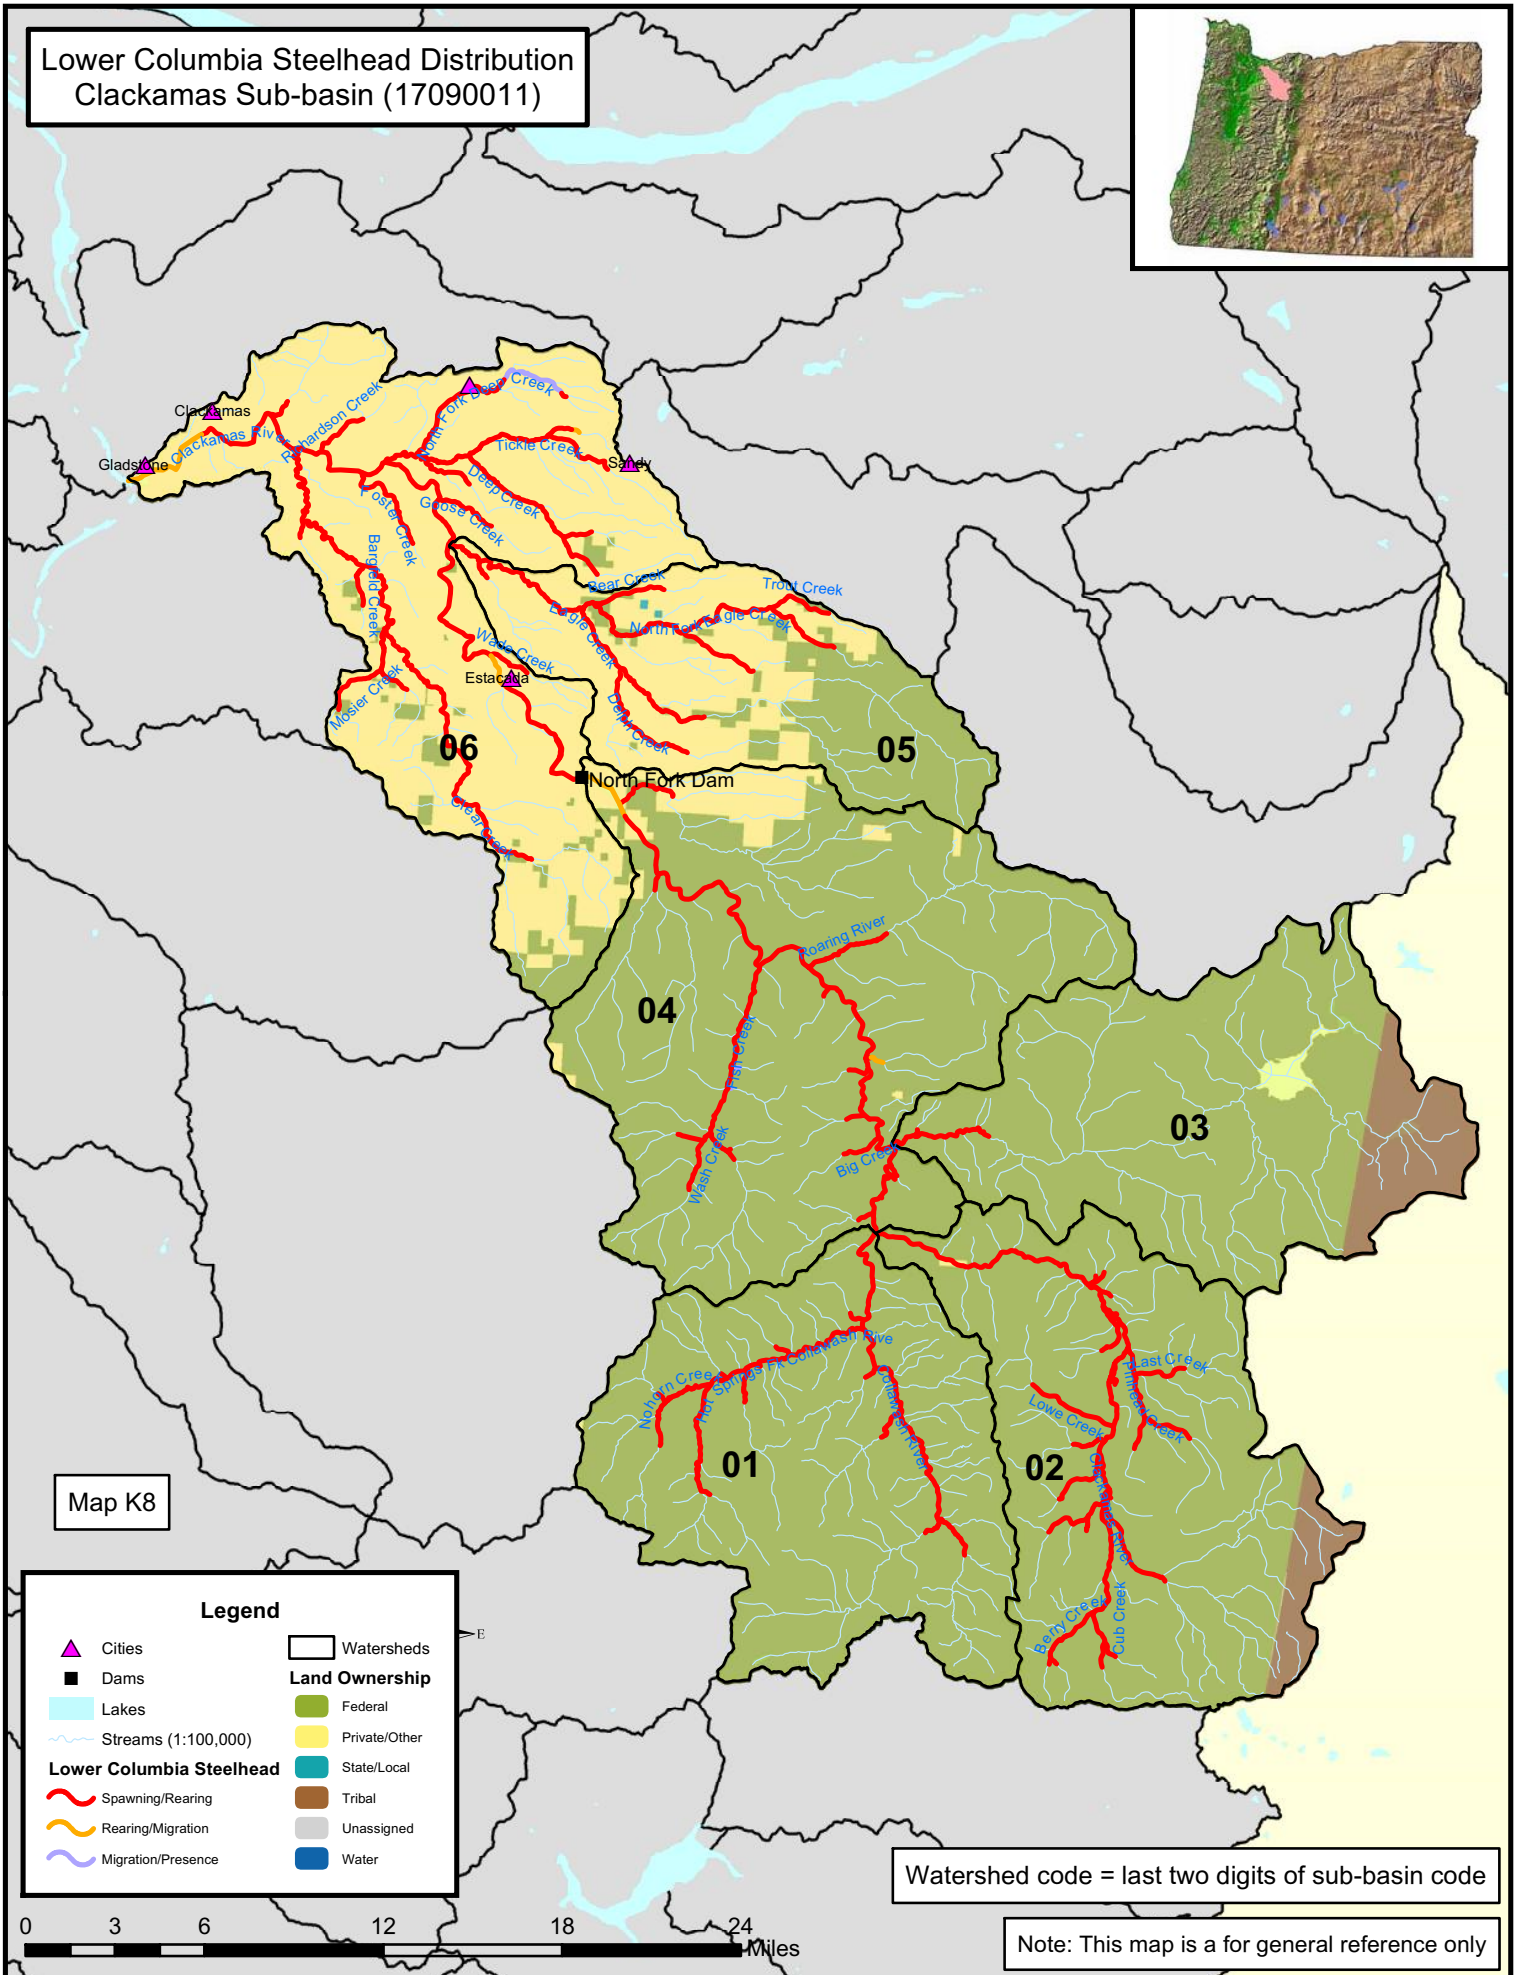 Lower Columbia Steelhead Distribution
Clackamas Sub-basin (17090011)
North Fork Deep Creek
Clackamas
Richardson Creek
Clackamas River
Gladstone
Tickle Creek
Sandy
Deep Creek
Foster Creek
Goose Creek
Bargfeld Creek
Bear Creek
Trout Creek
Eagle Creek
North Fork Eagle Creek
Wade Creek
Estacada
Mosier Creek
Delph Creek
06
05
North Fork Dam
Clear Creek
Roaring River
04
Fish Creek
03
Wash Creek
Big Creek
Hot Springs Fk Collawash Rive
Nohorn Creek
Collawash River
Last Creek
Pinhead Creek
Lowe Creek
01
02
Clackamas River
Berry Creek
Cub Creek
Map K8
E
Legend
Cities
Dams
Lakes
Streams (1:100,000)
Lower Columbia Steelhead
Spawning/Rearing
Rearing/Migration
Migration/Presence
Watersheds
Land Ownership
Federal
Private/Other
State/Local
Tribal
Unassigned
Water
Watershed code = last two digits of sub-basin code
0 3 6 12 18 24
Miles
Note: This map is a for general reference only